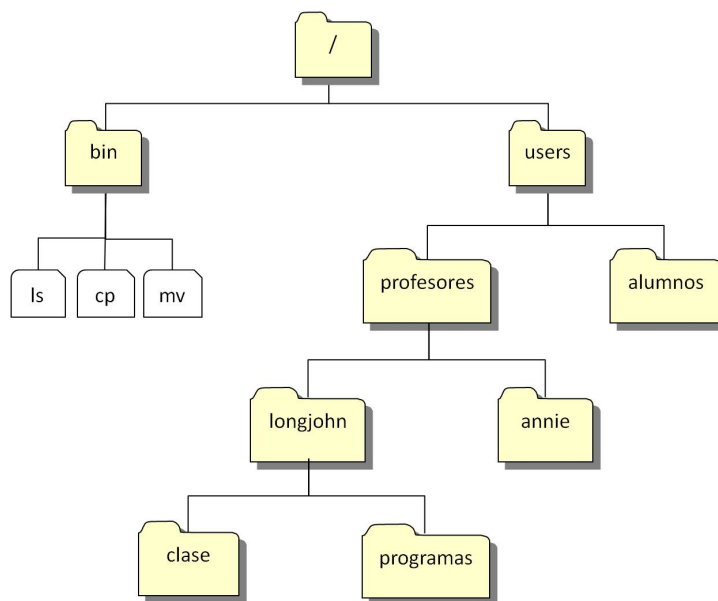 /
bin
users
ls
cp
mv
profesores
alumnos
longjohn
annie
clase
programas